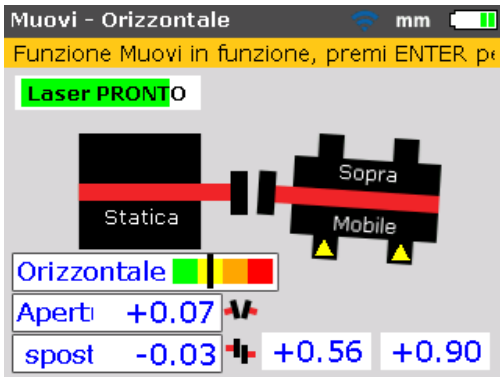 Muovi - Orizzontale mm
Funzione Muovi in funzione, premi ENTER pe
Laser PRONTO
Sopra
Statica
Mobile
Orizzontale
Apertu +0.07
spost -0.03 +0.56 +0.90